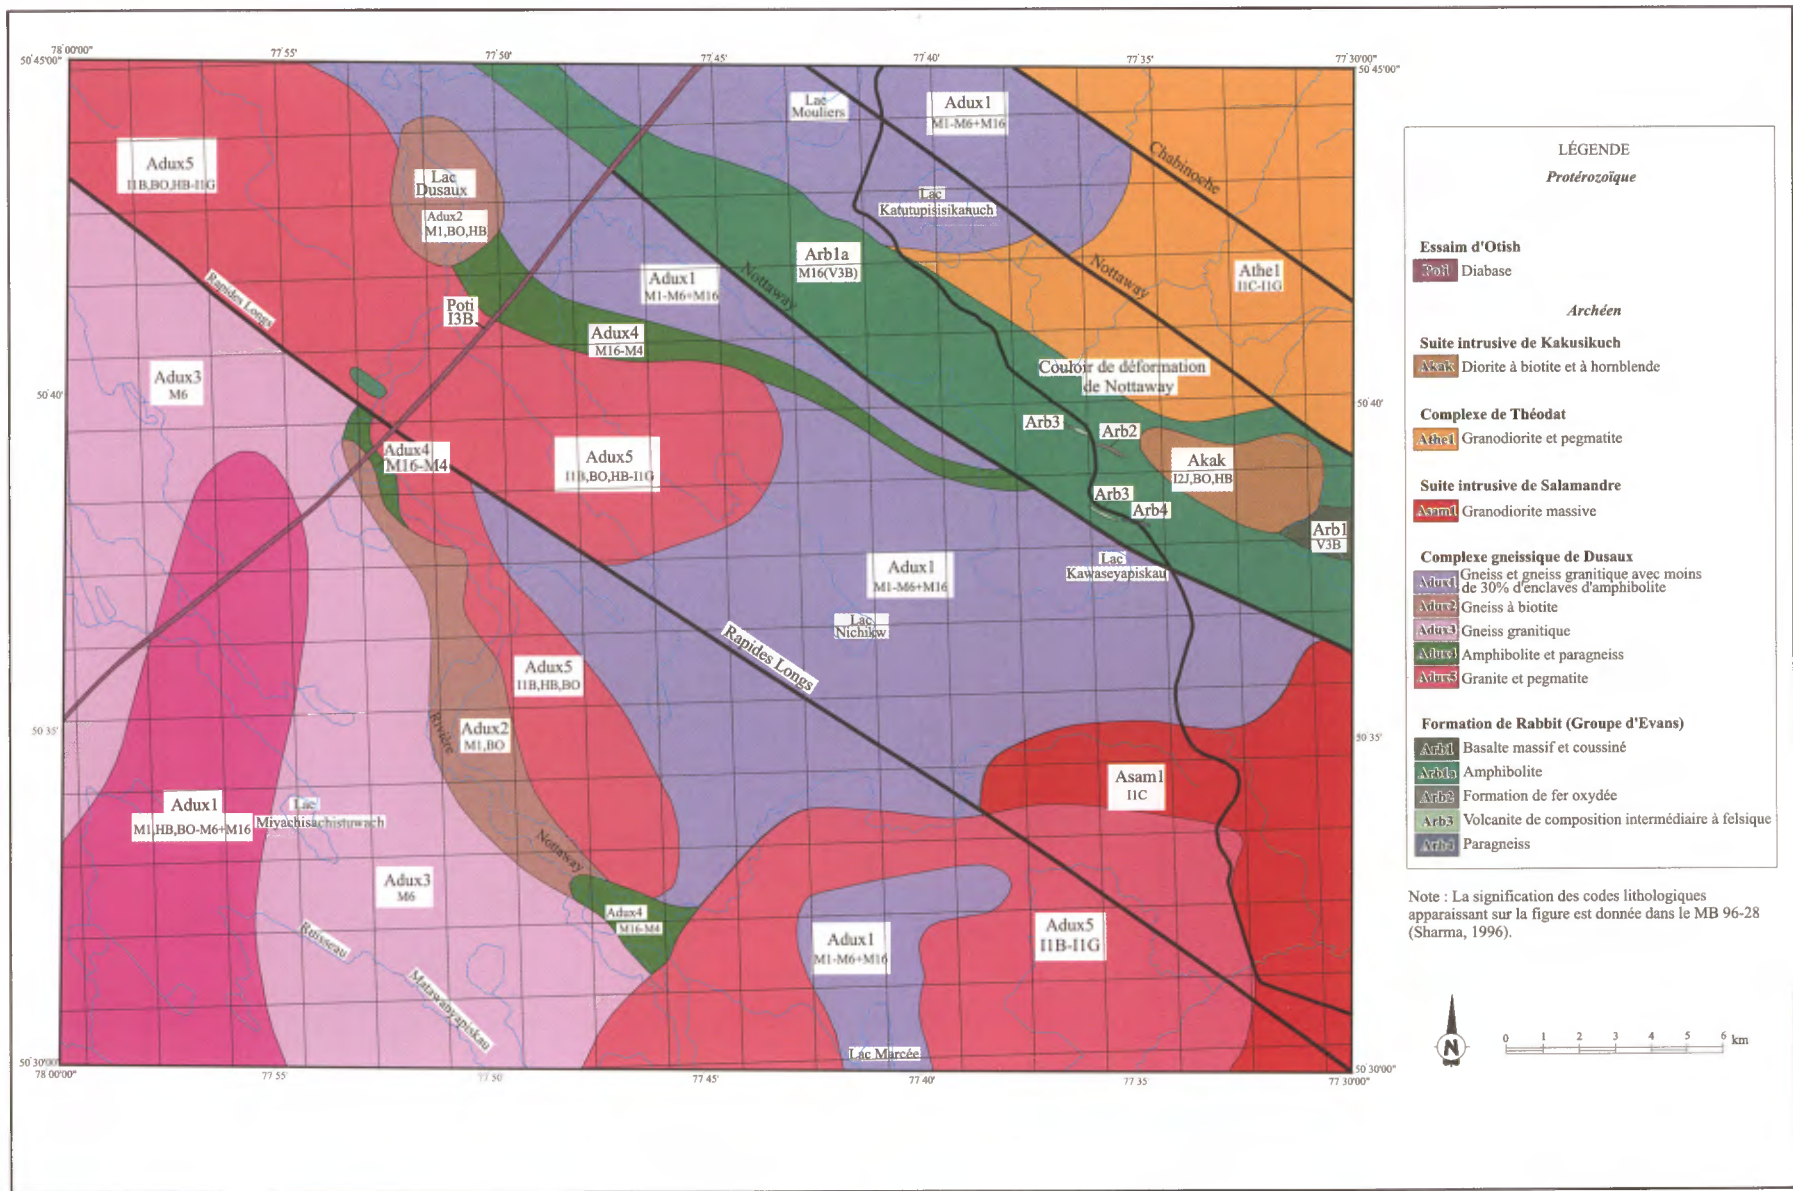 78 00'00"
77 55'
77 50'
77 45'
77 40'
77 35'
77 30'00"
50 45'00"
50 45'00"
Lac
Mouliers
Adux1
M1-M6+M16
Adux5
I1B,BO,HB-I1G
Lac
Dusaux
Adux2
M1,BO,HB
Chabinoche
Lac
Katutupisisikanuch
Arb1a
M16(V3B)
Nottaway
Nottaway
Athe1
I1C-I1G
Adux1
M1-M6+M16
Rapides Longs
Poti
I3B
Adux4
M16-M4
Couloir de déformation
de Nottaway
Adux3
M6
50 40'
50 40'
Arb3
Arb2
Adux4
M16-M4
Adux5
I1B,BO,HB-I1G
Akak
I2J,BO,HB
Arb3
Arb4
Arb1
V3B
Lac
Kawaseyapiskau
Adux1
M1-M6+M16
Lac
Nichikw
Rapides Longs
Adux5
I1B,HB,BO
Rivière
Adux2
M1,BO
50 35'
50 35'
Asam1
I1C
Adux1
M1,HB,BO-M6+M16
Lac
Miyachisachistuwach
Nottaway
Adux3
M6
Adux4
M16-M4
Adux1
M1-M6+M16
Adux5
I1B-I1G
Ruisseau
Matawanyapiskau
Lac Marcée
50 30'00"
50 30'00"
78 00'00"
77 55'
77 50'
77 45'
77 40'
77 35'
77 30'00"
LÉGENDE
Protérozoïque
Essaim d'Otish
Poti Diabase
Archéen
Suite intrusive de Kakusikuch
Akak Diorite à biotite et à hornblende
Complexe de Théodat
Athe1 Granodiorite et pegmatite
Suite intrusive de Salamandre
Asam1 Granodiorite massive
Complexe gneissique de Dusaux
Adux1 Gneiss et gneiss granitique avec moins
de 30% d'enclaves d'amphibolite
Adux2 Gneiss à biotite
Adux3 Gneiss granitique
Adux4 Amphibolite et paragneiss
Adux5 Granite et pegmatite
Formation de Rabbit (Groupe d'Evans)
Arb1 Basalte massif et coussiné
Arb1a Amphibolite
Arb2 Formation de fer oxydée
Arb3 Volcanite de composition intermédiaire à felsique
Arb4 Paragneiss
Note : La signification des codes lithologiques
apparaissant sur la figure est donnée dans le MB 96-28
(Sharma, 1996).
N
0 1 2 3 4 5 6 km